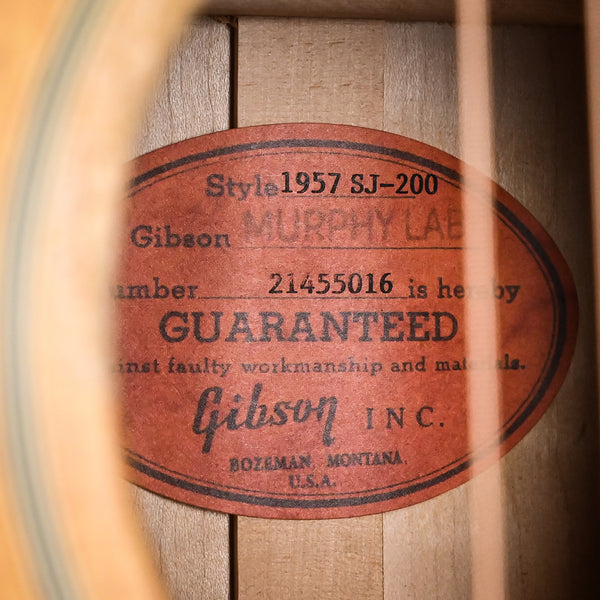 Style 1957 SJ-200
Gibson MURPHY LAB
umber 21455016 is hereby
GUARANTEED
inst faulty workmanship and materials.
Gibson INC.
BOZEMAN, MONTANA
U.S.A.